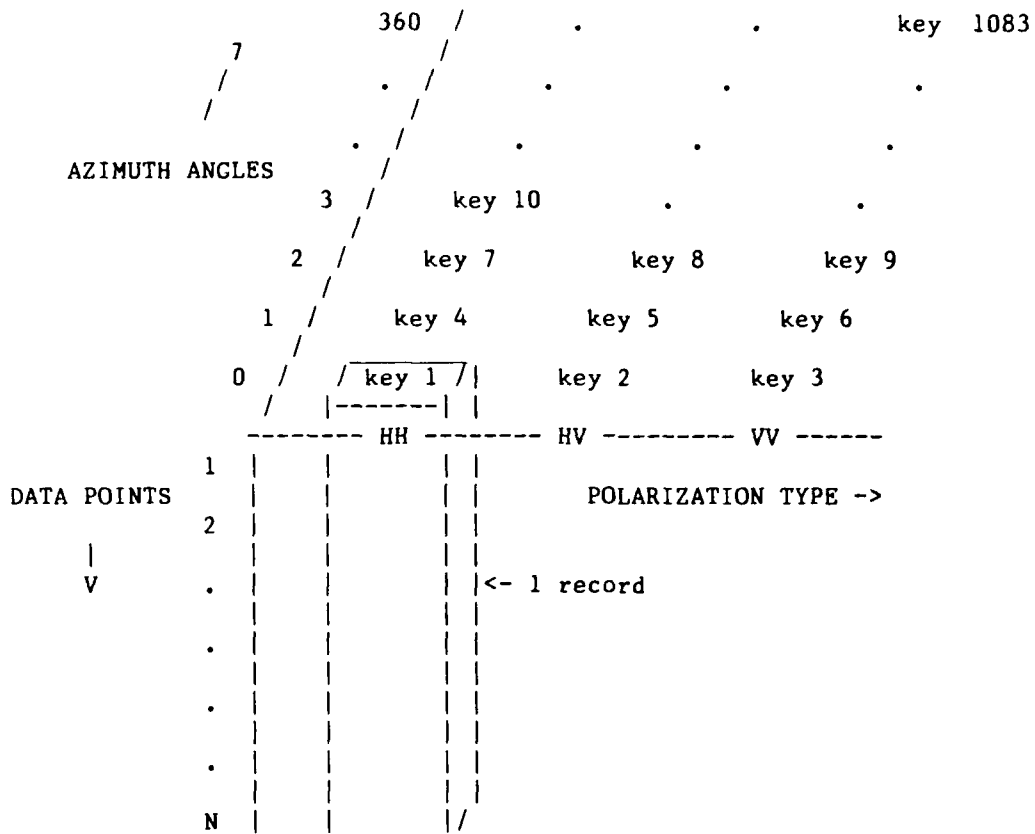 360 / . . key 1083
7
. . . .
. . . .
AZIMUTH ANGLES
3 key 10 . .
2 key 7 key 8 key 9
1 key 4 key 5 key 6
0 key 1 key 2 key 3
------- HH ------- HV -------- VV ------
1
DATA POINTS POLARIZATION TYPE ->
2
|
V . <- 1 record
.
.
.
N